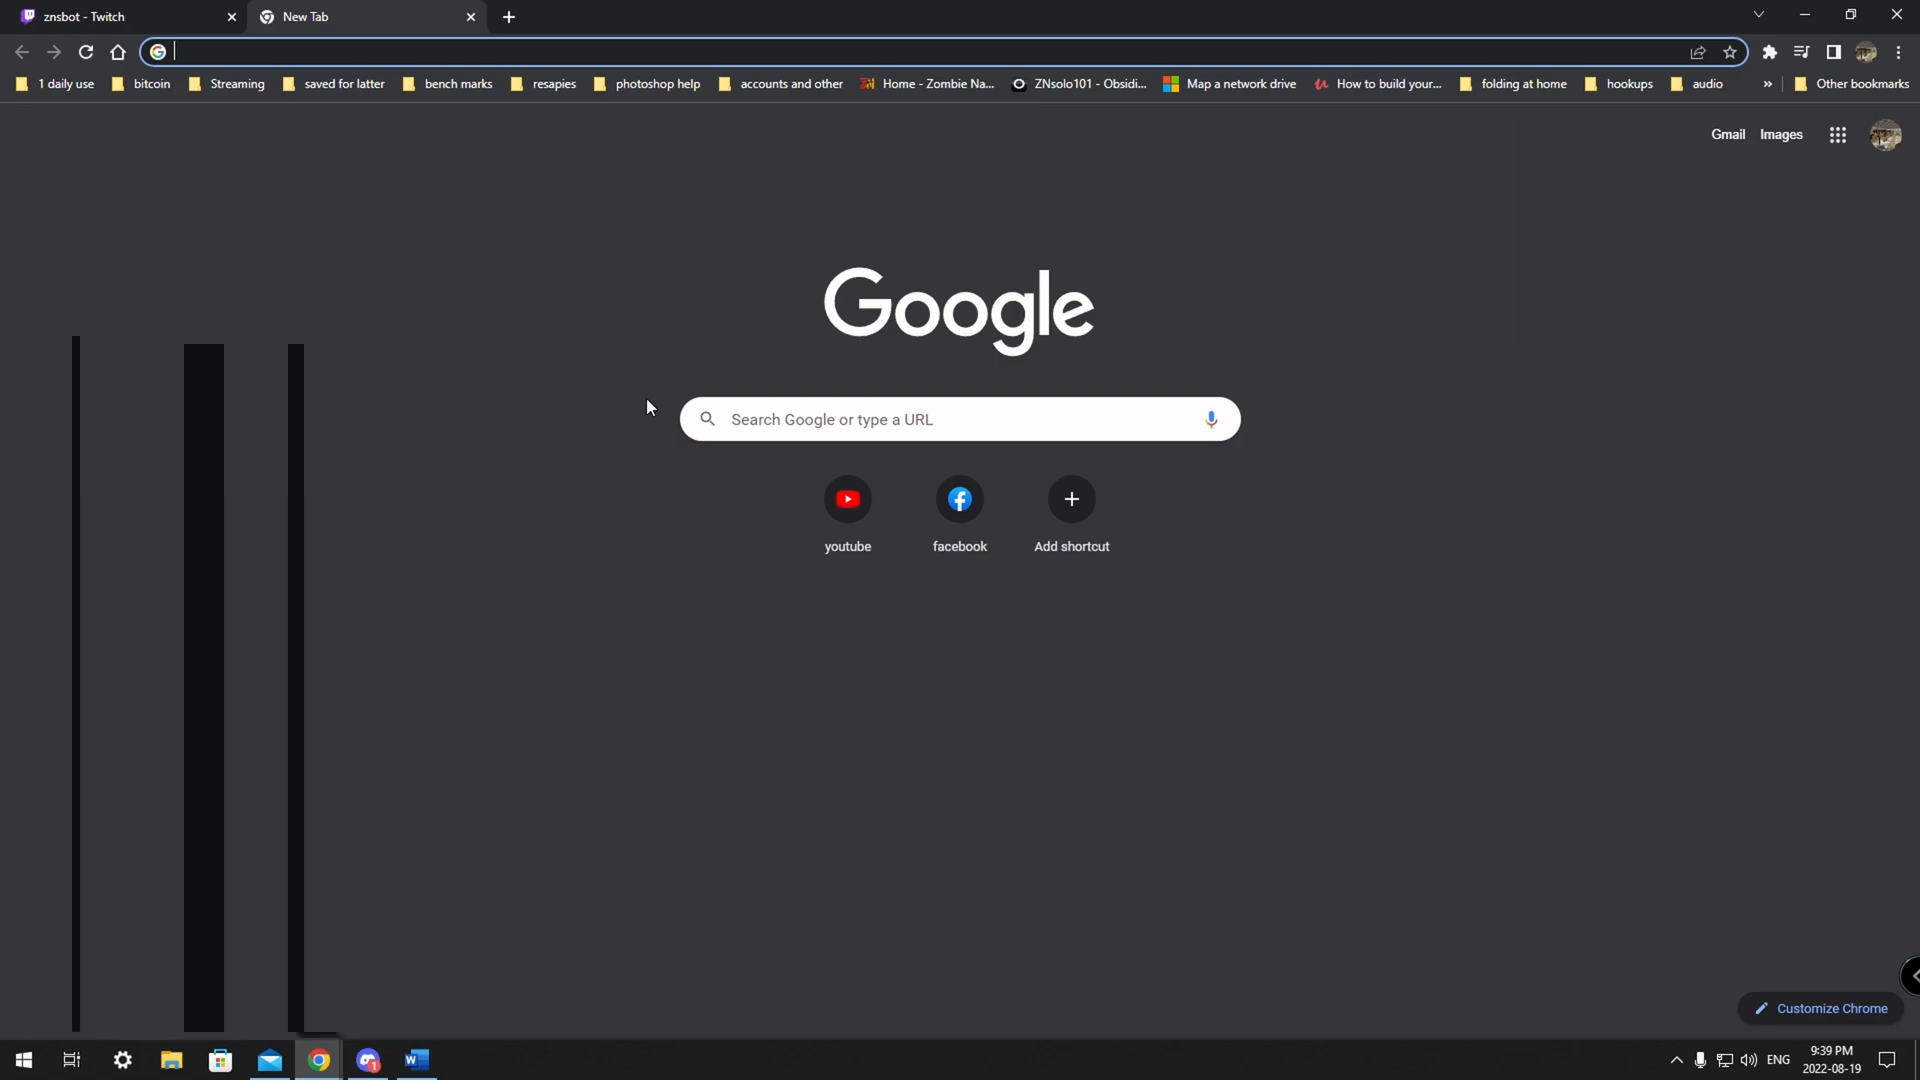 znsbot - Twitch
New Tab
1 daily use
bitcoin
Streaming
saved for latter
bench marks
resapies
photoshop help
accounts and other
Home - Zombie Na...
ZNsolo101 - Obsidi...
Map a network drive
How to build your...
folding at home
hookups
audio
»
Other bookmarks
Gmail
Images
Google
Search Google or type a URL
youtube
facebook
Add shortcut
Customize Chrome
1
W
ENG
9:39 PM
2022-08-19